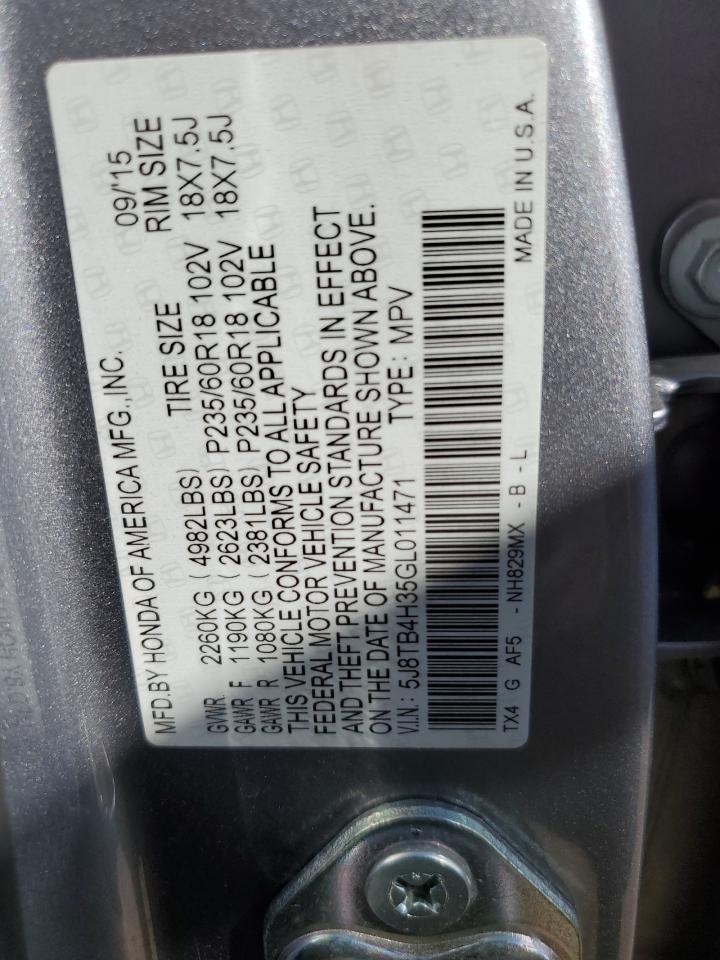 MFD.BY HONDA OF AMERICA MFG.,INC. 09/'15
TIRE SIZE RIM SIZE
GVWR. 2260KG ( 4982LBS)
GAWR F 1190KG ( 2623LBS) P235/60R18 102V 18X7.5J
GAWR R 1080KG ( 2381LBS) P235/60R18 102V 18X7.5J
THIS VEHICLE CONFORMS TO ALL APPLICABLE
FEDERAL MOTOR VEHICLE SAFETY
AND THEFT PREVENTION STANDARDS IN EFFECT
ON THE DATE OF MANUFACTURE SHOWN ABOVE.
V.I.N.: 5J8TB4H35GL011471 TYPE: MPV
TX4 G AF5 - NH829MX - B - L MADE IN U.S.A.